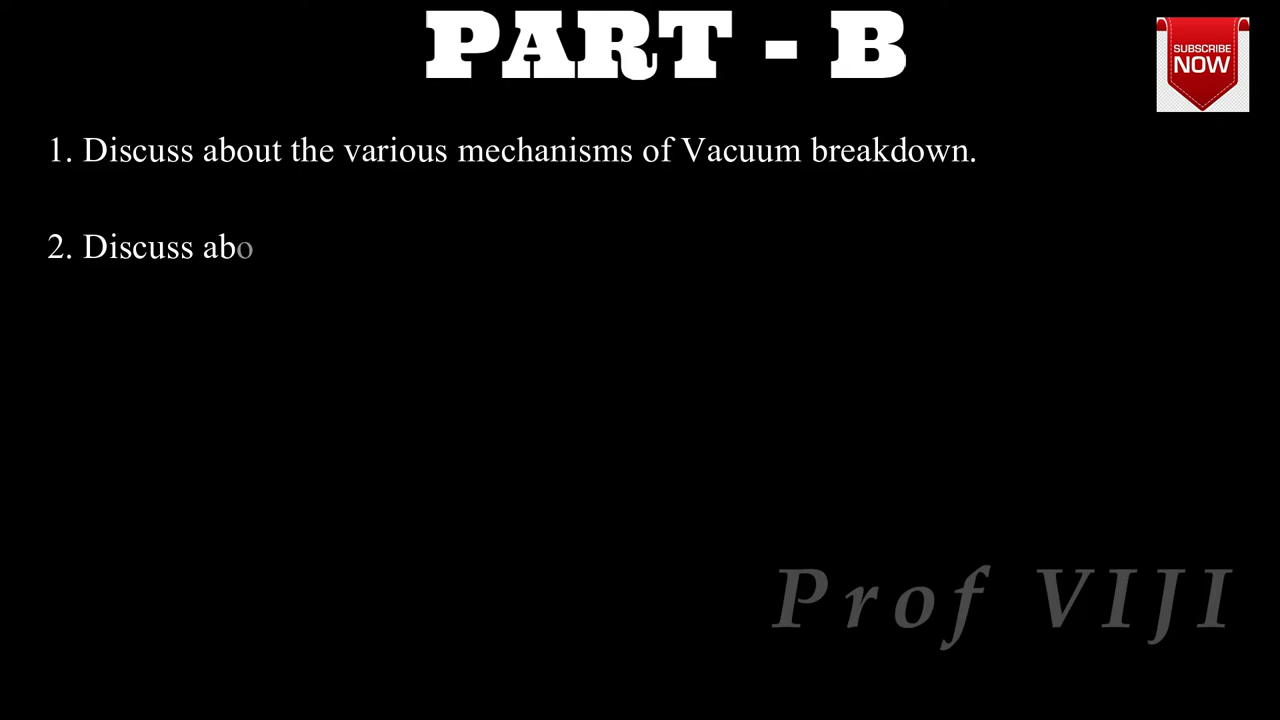 PART - B
SUBSCRIBE
NOW
1. Discuss about the various mechanisms of Vacuum breakdown.
2. Discuss abo
Prof VIJI